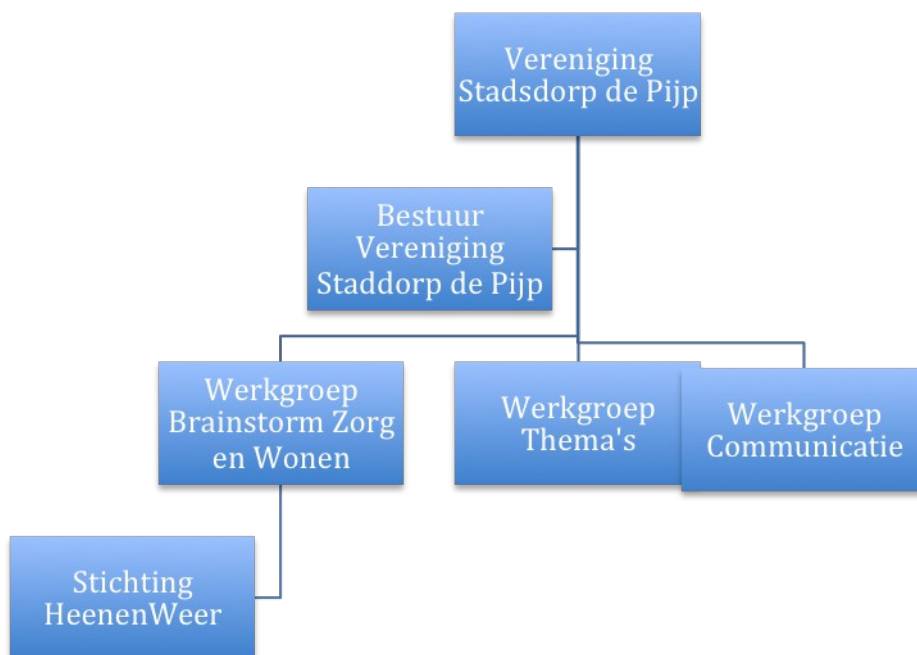 Vereniging
Stadsdorp de Pijp
Bestuur
Vereniging
Staddorp de Pijp
Werkgroep
Brainstorm Zorg
en Wonen
Werkgroep
Thema's
Werkgroep
Communicatie
Stichting
HeenenWeer